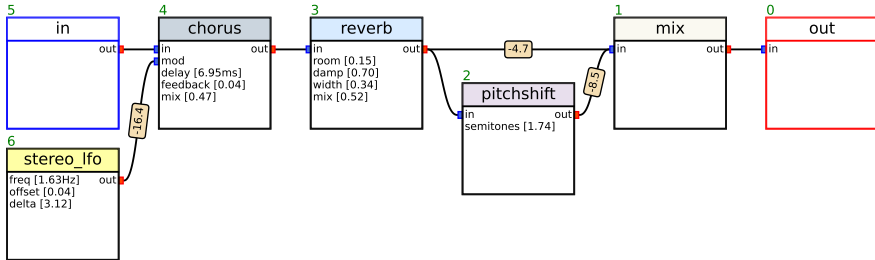 5
in
out
4
chorus
in
out
mod
delay [6.95ms]
feedback [0.04]
mix [0.47]
3
reverb
in
out
room [0.15]
damp [0.70]
width [0.34]
mix [0.52]
-4.7
1
mix
in
out
0
out
in
2
pitchshift
in
out
semitones [1.74]
-8.5
-16.4
6
stereo_lfo
freq [1.63Hz]
out
offset [0.04]
delta [3.12]